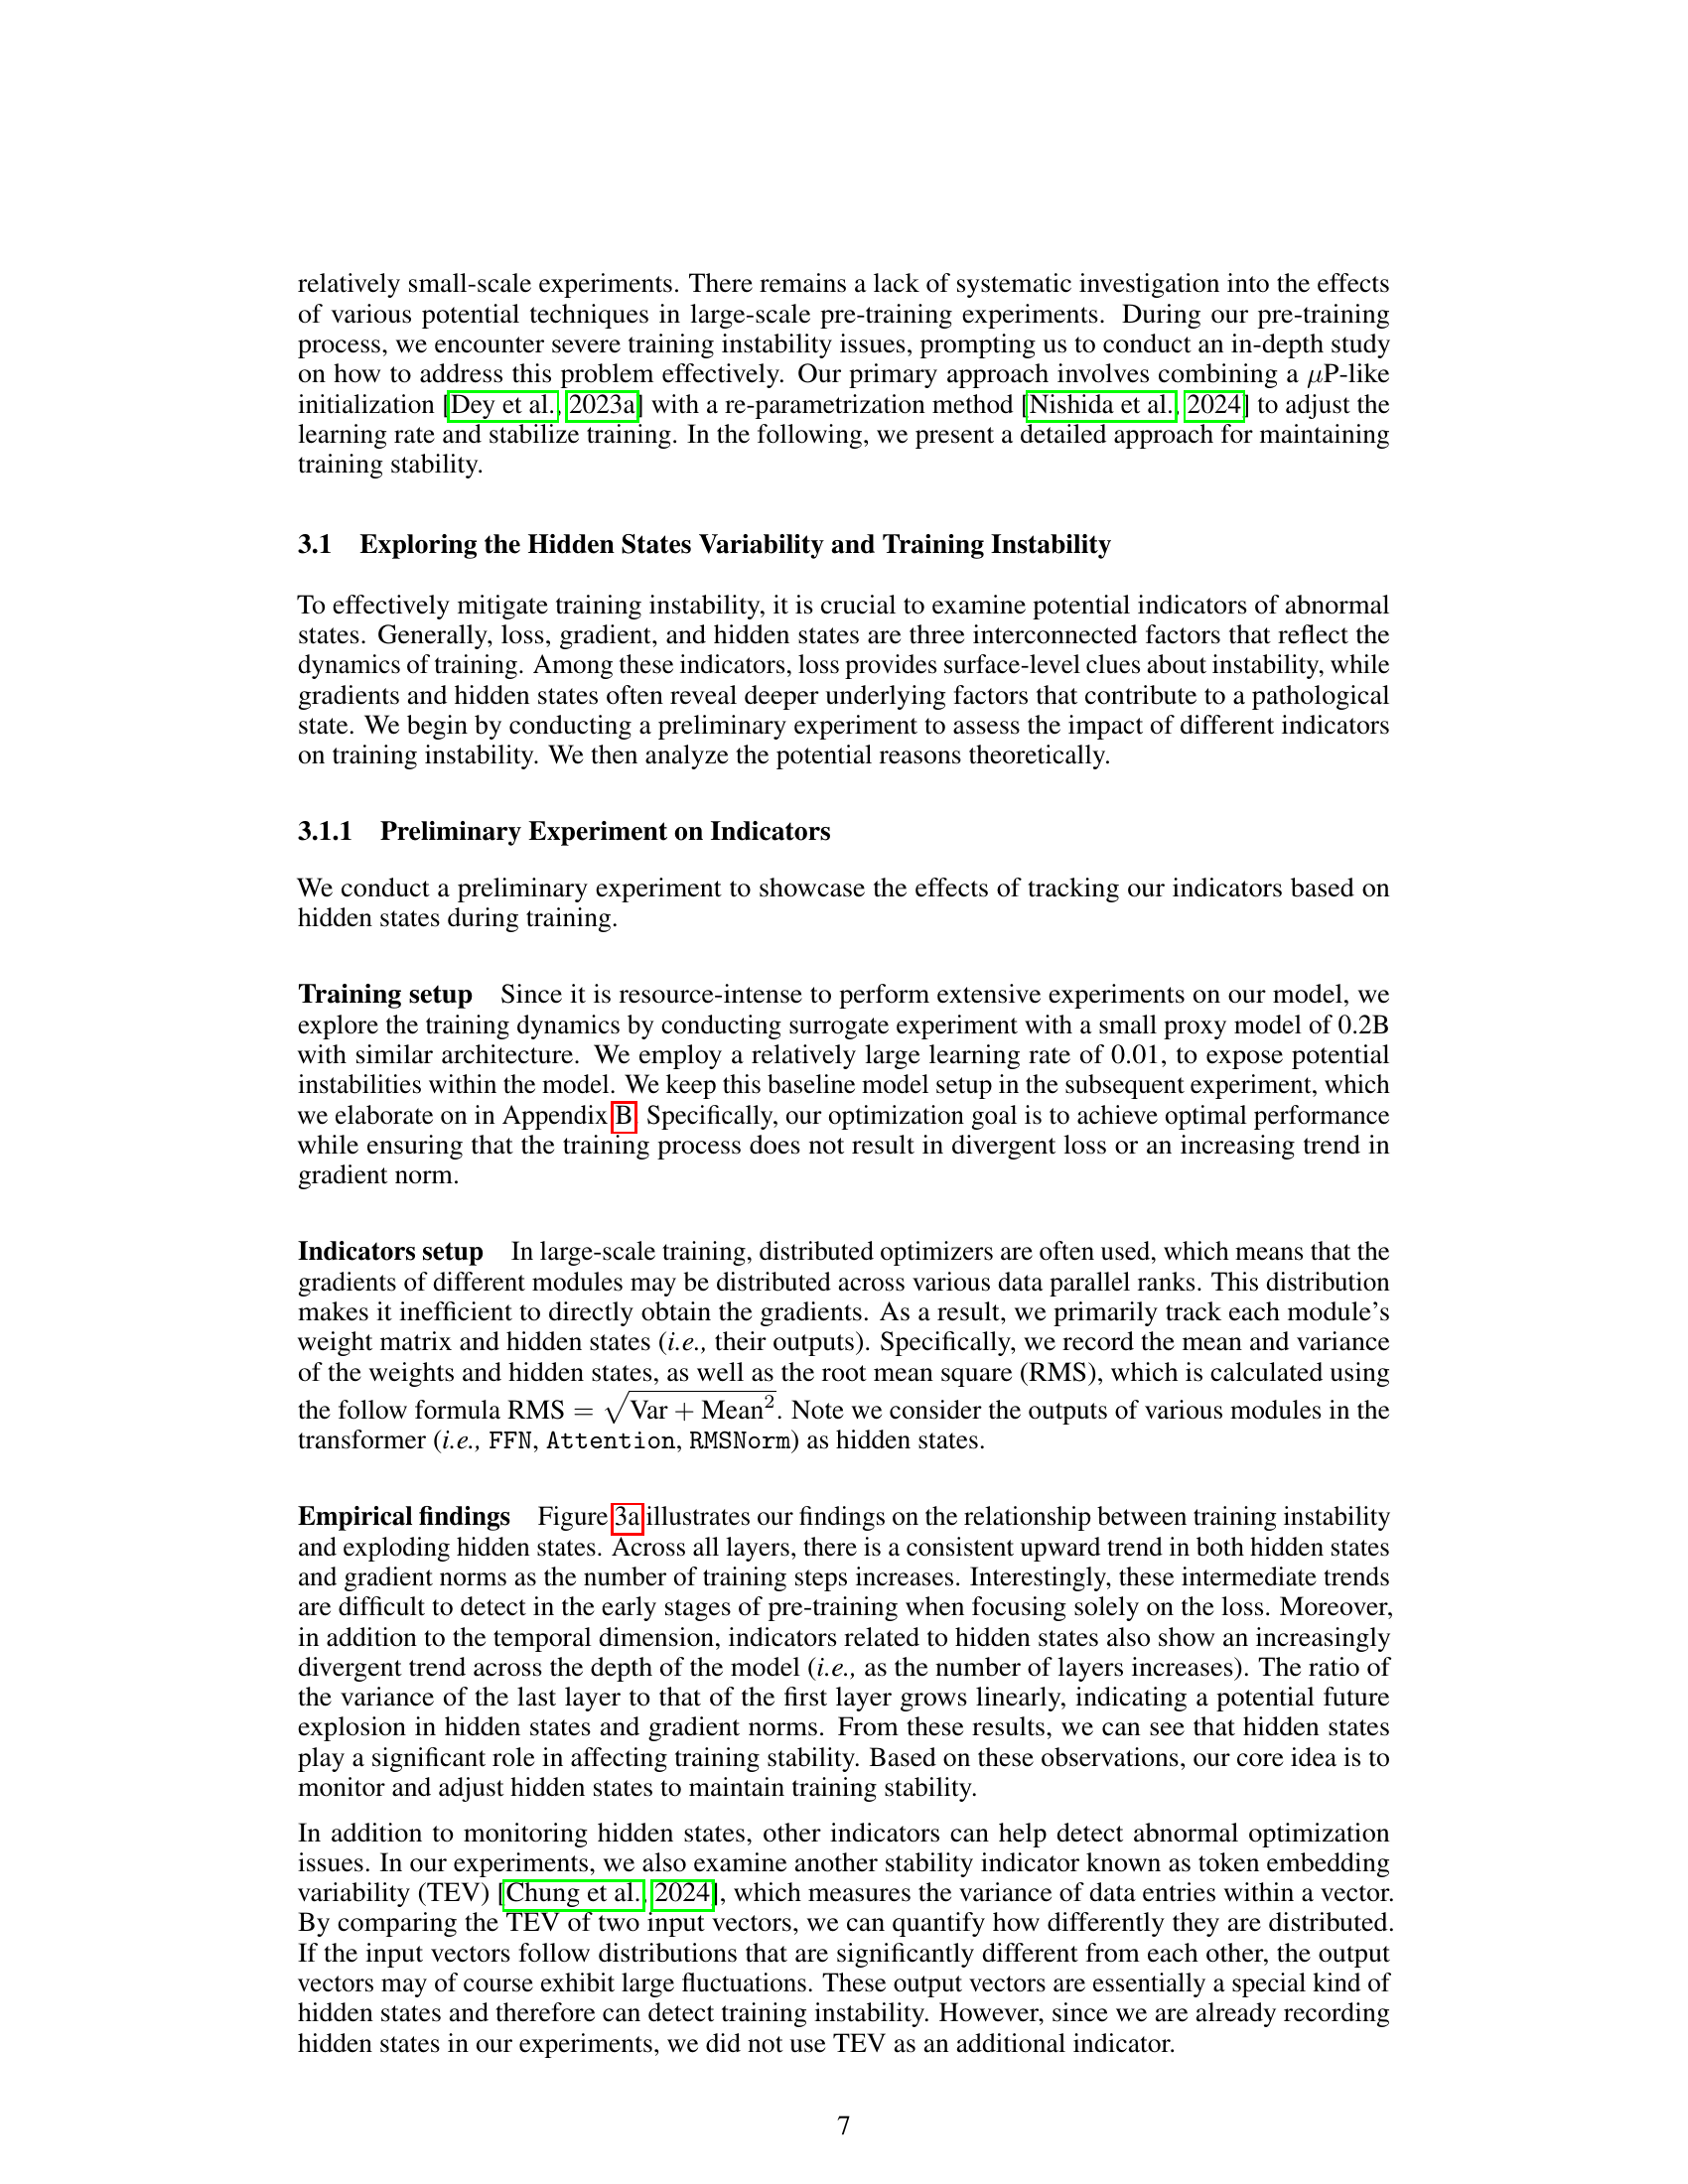 relatively small-scale experiments. There remains a lack of systematic investigation into the effects
of various potential techniques in large-scale pre-training experiments. During our pre-training
process, we encounter severe training instability issues, prompting us to conduct an in-depth study
on how to address this problem effectively. Our primary approach involves combining a μP-like
initialization [Dey et al., 2023a] with a re-parametrization method [Nishida et al., 2024] to adjust the
learning rate and stabilize training. In the following, we present a detailed approach for maintaining
training stability.
3.1 Exploring the Hidden States Variability and Training Instability
To effectively mitigate training instability, it is crucial to examine potential indicators of abnormal
states. Generally, loss, gradient, and hidden states are three interconnected factors that reflect the
dynamics of training. Among these indicators, loss provides surface-level clues about instability, while
gradients and hidden states often reveal deeper underlying factors that contribute to a pathological
state. We begin by conducting a preliminary experiment to assess the impact of different indicators
on training instability. We then analyze the potential reasons theoretically.
3.1.1 Preliminary Experiment on Indicators
We conduct a preliminary experiment to showcase the effects of tracking our indicators based on
hidden states during training.
Training setup Since it is resource-intense to perform extensive experiments on our model, we
explore the training dynamics by conducting surrogate experiment with a small proxy model of 0.2B
with similar architecture. We employ a relatively large learning rate of 0.01, to expose potential
instabilities within the model. We keep this baseline model setup in the subsequent experiment, which
we elaborate on in Appendix B. Specifically, our optimization goal is to achieve optimal performance
while ensuring that the training process does not result in divergent loss or an increasing trend in
gradient norm.
Indicators setup In large-scale training, distributed optimizers are often used, which means that the
gradients of different modules may be distributed across various data parallel ranks. This distribution
makes it inefficient to directly obtain the gradients. As a result, we primarily track each module's
weight matrix and hidden states (i.e., their outputs). Specifically, we record the mean and variance
of the weights and hidden states, as well as the root mean square (RMS), which is calculated using
the follow formula RMS = √(Var + Mean²). Note we consider the outputs of various modules in the
transformer (i.e., FFN, Attention, RMSNorm) as hidden states.
Empirical findings Figure 3a illustrates our findings on the relationship between training instability
and exploding hidden states. Across all layers, there is a consistent upward trend in both hidden states
and gradient norms as the number of training steps increases. Interestingly, these intermediate trends
are difficult to detect in the early stages of pre-training when focusing solely on the loss. Moreover,
in addition to the temporal dimension, indicators related to hidden states also show an increasingly
divergent trend across the depth of the model (i.e., as the number of layers increases). The ratio of
the variance of the last layer to that of the first layer grows linearly, indicating a potential future
explosion in hidden states and gradient norms. From these results, we can see that hidden states
play a significant role in affecting training stability. Based on these observations, our core idea is to
monitor and adjust hidden states to maintain training stability.
In addition to monitoring hidden states, other indicators can help detect abnormal optimization
issues. In our experiments, we also examine another stability indicator known as token embedding
variability (TEV) [Chung et al., 2024], which measures the variance of data entries within a vector.
By comparing the TEV of two input vectors, we can quantify how differently they are distributed.
If the input vectors follow distributions that are significantly different from each other, the output
vectors may of course exhibit large fluctuations. These output vectors are essentially a special kind of
hidden states and therefore can detect training instability. However, since we are already recording
hidden states in our experiments, we did not use TEV as an additional indicator.
7